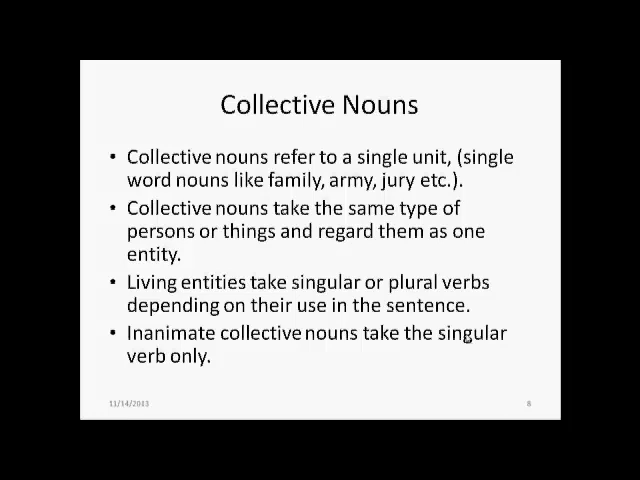 Collective Nouns
• Collective nouns refer to a single unit, (single
word nouns like family, army, jury etc.).
• Collective nouns take the same type of
persons or things and regard them as one
entity.
• Living entities take singular or plural verbs
depending on their use in the sentence.
• Inanimate collective nouns take the singular
verb only.
11/14/2013
8